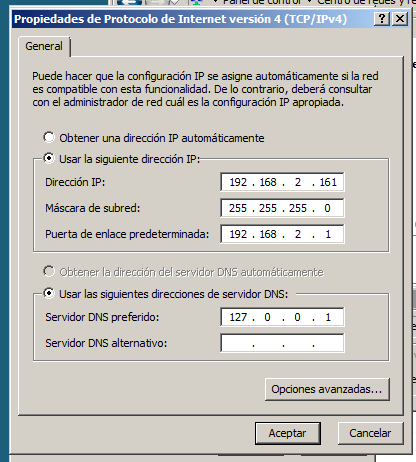 Panel de control
Centro de redes y re
Propiedades de Protocolo de Internet versión 4 (TCP/IPv4)
General
Puede hacer que la configuración IP se asigne automáticamente si la red
es compatible con esta funcionalidad. De lo contrario, deberá consultar
con el administrador de red cuál es la configuración IP apropiada.
Obtener una dirección IP automáticamente
Usar la siguiente dirección IP:
Dirección IP: 192 . 168 . 2 . 161
Máscara de subred: 255 . 255 . 255 . 0
Puerta de enlace predeterminada: 192 . 168 . 2 . 1
Obtener la dirección del servidor DNS automáticamente
Usar las siguientes direcciones de servidor DNS:
Servidor DNS preferido: 127 . 0 . 0 . 1
Servidor DNS alternativo: . . .
Opciones avanzadas...
Aceptar
Cancelar